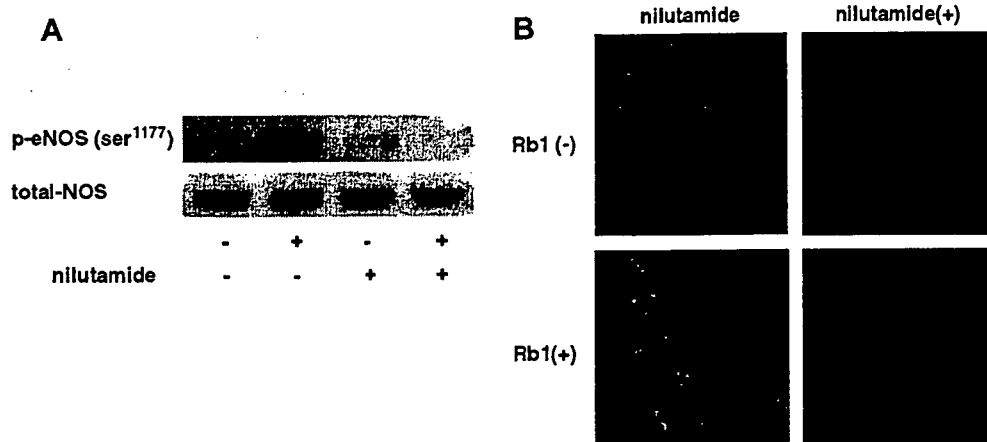 A
p-eNOS (ser1177)
total-NOS
- + - +
nilutamide - - + +
B
nilutamide nilutamide(+)
Rb1 (-)
Rb1(+)